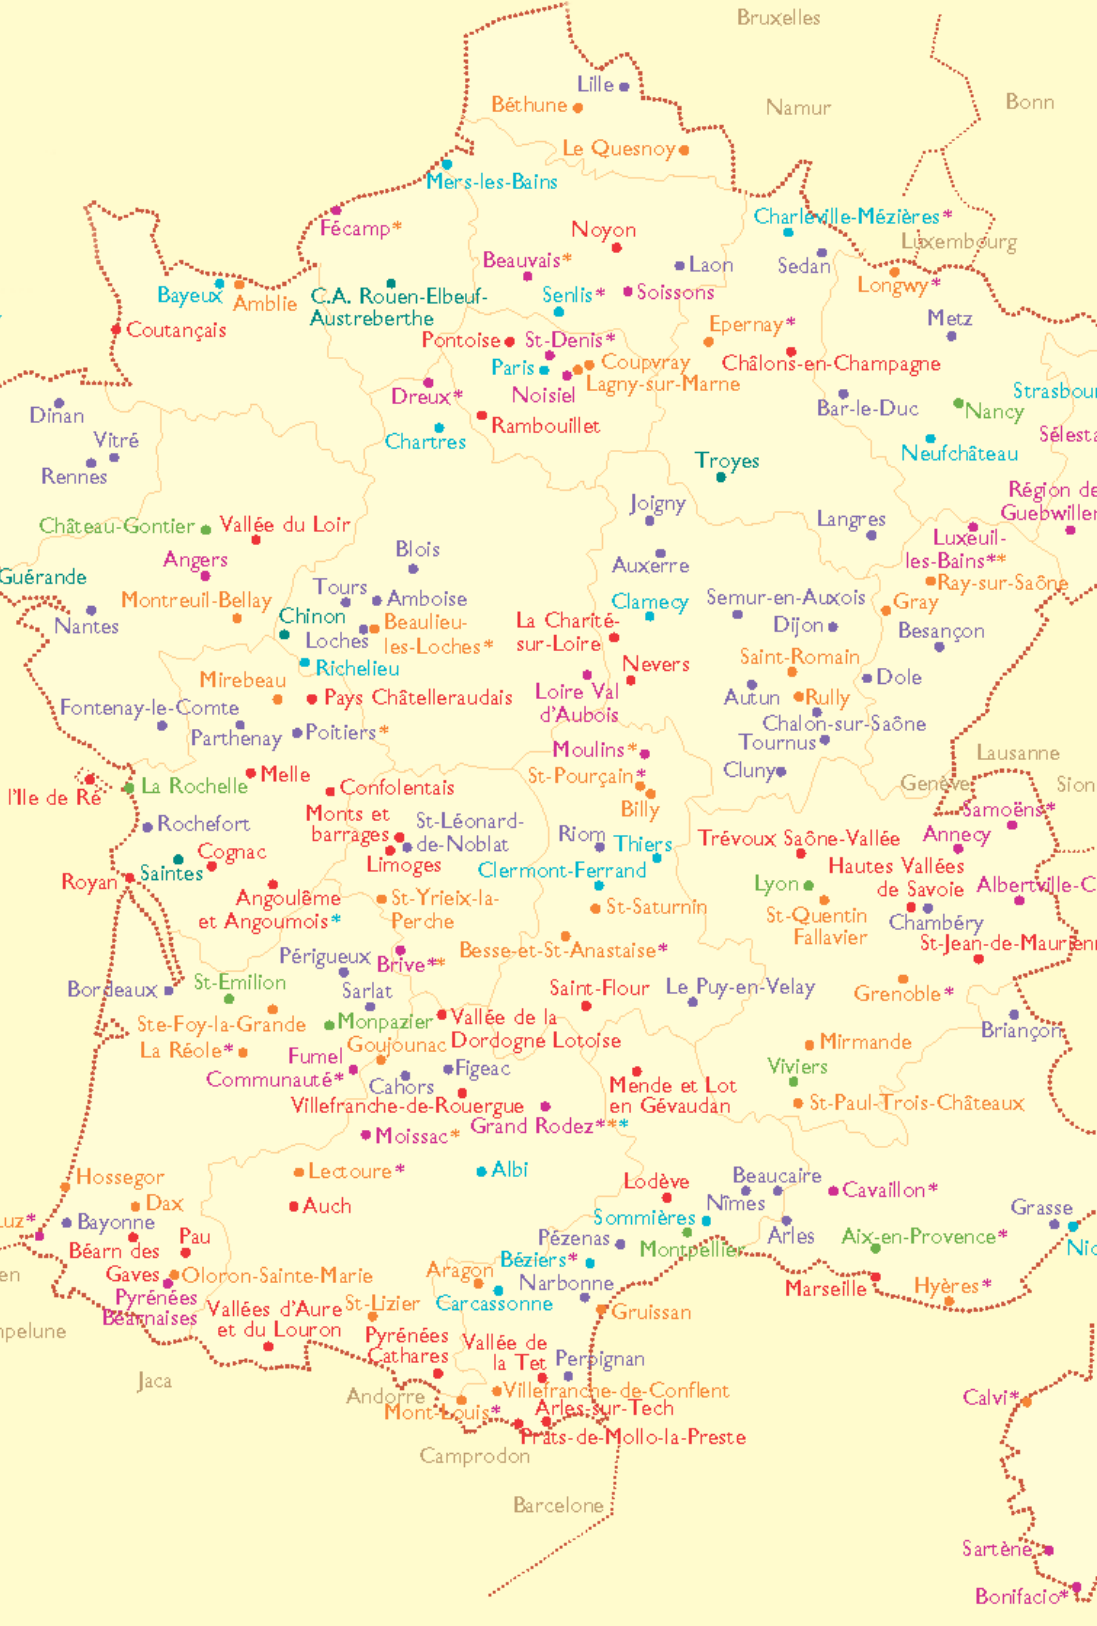 Bruxelles
Lille
Béthune
Namur
Bonn
Le Quesnoy
Mers-les-Bains
Charleville-Mézières*
Fécamp*
Noyon
Luxembourg
Beauvais*
Laon
Sedan
Longwy*
Bayeux
Amblie
C.A. Rouen-Elbeuf-
Austreberthe
Senlis*
Soissons
Coutançais
Epernay*
Metz
Pontoise
St-Denis*
Châlons-en-Champagne
Paris
Coupvray
Lagny-sur-Marne
Dreux*
Noisiel
Strasbour
Dinan
Bar-le-Duc
Nancy
Rambouillet
Vitré
Chartres
Sélesta
Neufchâteau
Rennes
Troyes
Région de
Guebwiller
Joigny
Langres
Château-Gontier
Vallée du Loir
Luxeuil-
les-Bains**
Angers
Blois
Auxerre
Guérande
Ray-sur-Saône
Tours
Amboise
Montreuil-Bellay
Clamecy
Semur-en-Auxois
Gray
Chinon
Beaulieu-
les-Loches*
La Charité-
sur-Loire
Nantes
Dijon
Besançon
Loches
Richelieu
Saint-Romain
Nevers
Mirebeau
Dole
Pays Châtelleraudais
Loire Val
d'Aubois
Autun
Rully
Fontenay-le-Comte
Chalon-sur-Saône
Parthenay
Poitiers*
Tournus
Moulins*
Lausanne
Cluny
St-Pourçain*
Melle
La Rochelle
Genève
Sion
l'Ile de Ré
Confolentais
Billy
Samoëns*
Monts et
barrages
St-Léonard-
de-Noblat
Rochefort
Riom
Thiers
Trévoux Saône-Vallée
Annecy
Cognac
Limoges
Hautes Vallées
de Savoie
Saintes
Clermont-Ferrand
Royan
Lyon
Albertville-C
Angoulême
et Angoumois*
St-Yrieix-la-
Perche
St-Saturnin
St-Quentin
Fallavier
Chambéry
St-Jean-de-Maurienn
Périgueux
Brive**
Besse-et-St-Anastaise*
Bordeaux
St-Emilion
Sarlat
Saint-Flour
Le Puy-en-Velay
Grenoble*
Ste-Foy-la-Grande
Monpazier
Vallée de la
Dordogne Lotoise
Briançon
La Réole*
Goujounac
Mirmande
Fumel
Communauté*
Figeac
Cahors
Viviers
Mende et Lot
en Gévaudan
Villefranche-de-Rouergue
St-Paul-Trois-Châteaux
Grand Rodez***
Moissac*
Lectoure*
Albi
Hossegor
Lodève
Beaucaire
Cavaillon*
Dax
Auch
Nîmes
Luz*
Bayonne
Sommières
Arles
Grasse
Pau
Pézenas
Montpellier
Aix-en-Provence*
Nic
Béarn des
Gaves
Béziers*
en
Oloron-Sainte-Marie
Aragon
Narbonne
Marseille
Hyères*
Pyrénées
Béarnaises
Vallées d'Aure
et du Louron
St-Lizier
Carcassonne
Gruissan
mpelune
Pyrénées
Cathares
Vallée de
la Tet
Perpignan
Jaca
Andorre
Villefranche-de-Conflent
Calvi*
Mont-Louis*
Arles-sur-Tech
Prats-de-Mollo-la-Preste
Camprodon
Barcelone
Sartène
Bonifacio*